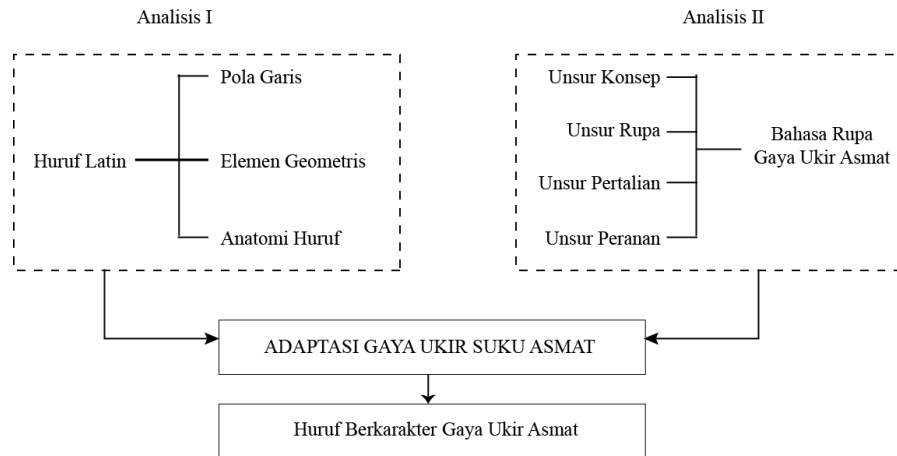 Analisis I
Analisis II
Pola Garis
Huruf Latin
Elemen Geometris
Anatomi Huruf
Unsur Konsep
Unsur Rupa
Unsur Pertalian
Unsur Peranan
Bahasa Rupa
Gaya Ukir Asmat
ADAPTASI GAYA UKIR SUKU ASMAT
Huruf Berkarakter Gaya Ukir Asmat